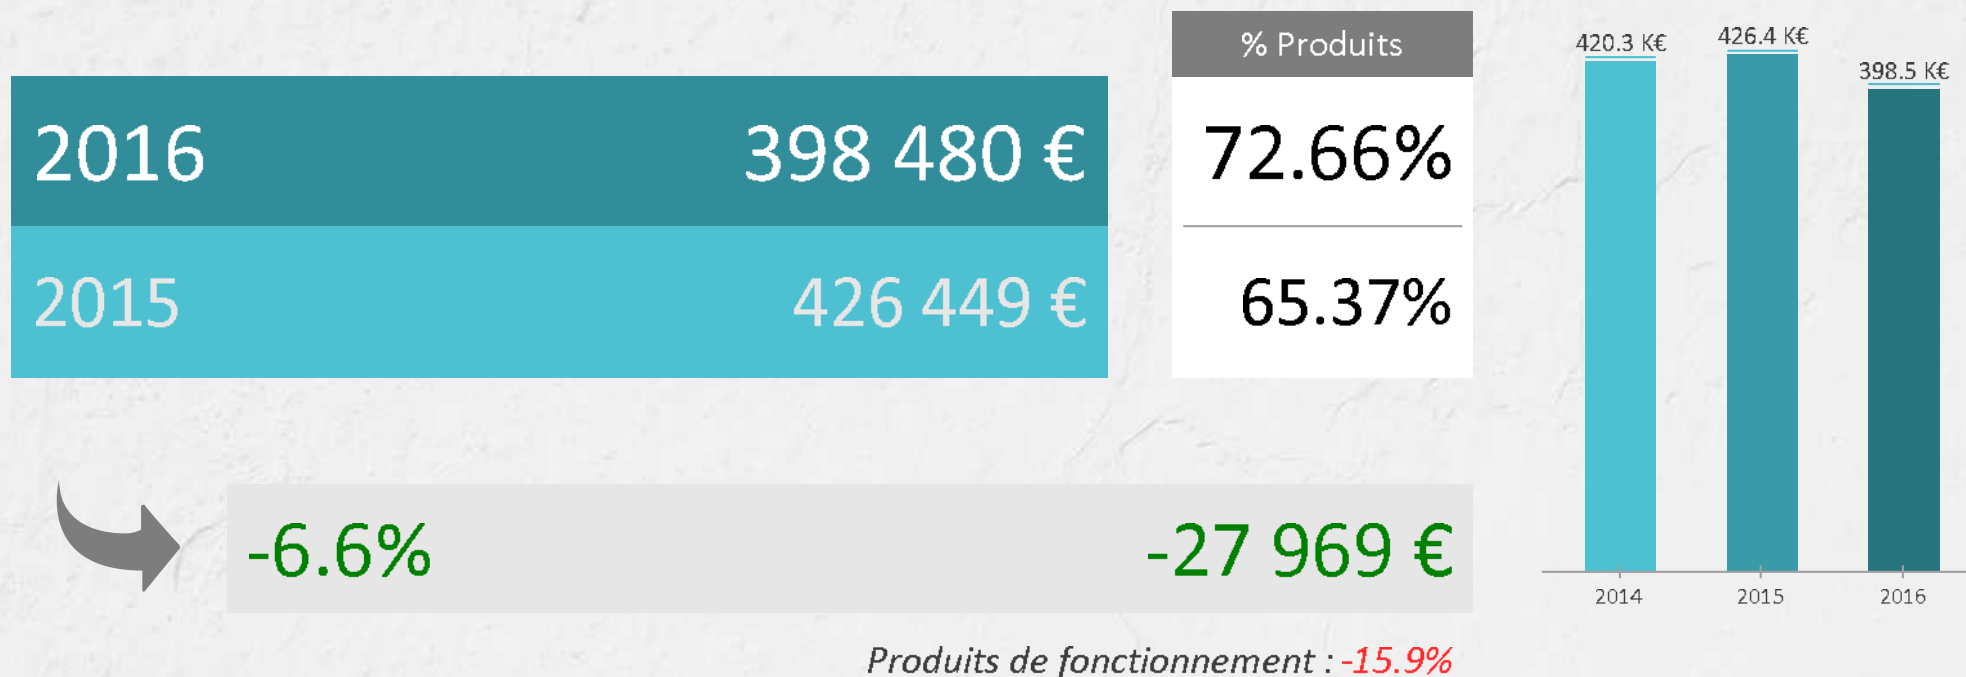 % Produits
2016 398 480 € 72.66%
2015 426 449 € 65.37%
-6.6% -27 969 €
Produits de fonctionnement : -15.9%
420.3 K€ 426.4 K€ 398.5 K€
2014 2015 2016